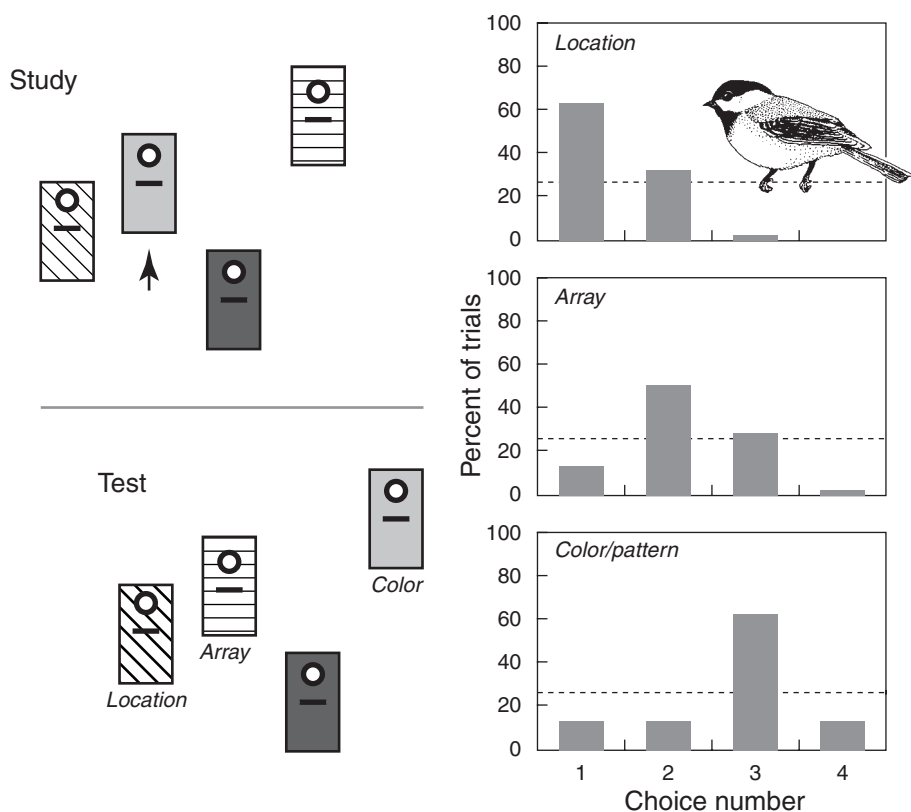 Study
Test
Location
Array
Color
Percent of trials
Location
100
80
60
40
20
0
Array
100
80
60
40
20
0
Color/pattern
100
80
60
40
20
0
1 2 3 4
Choice number